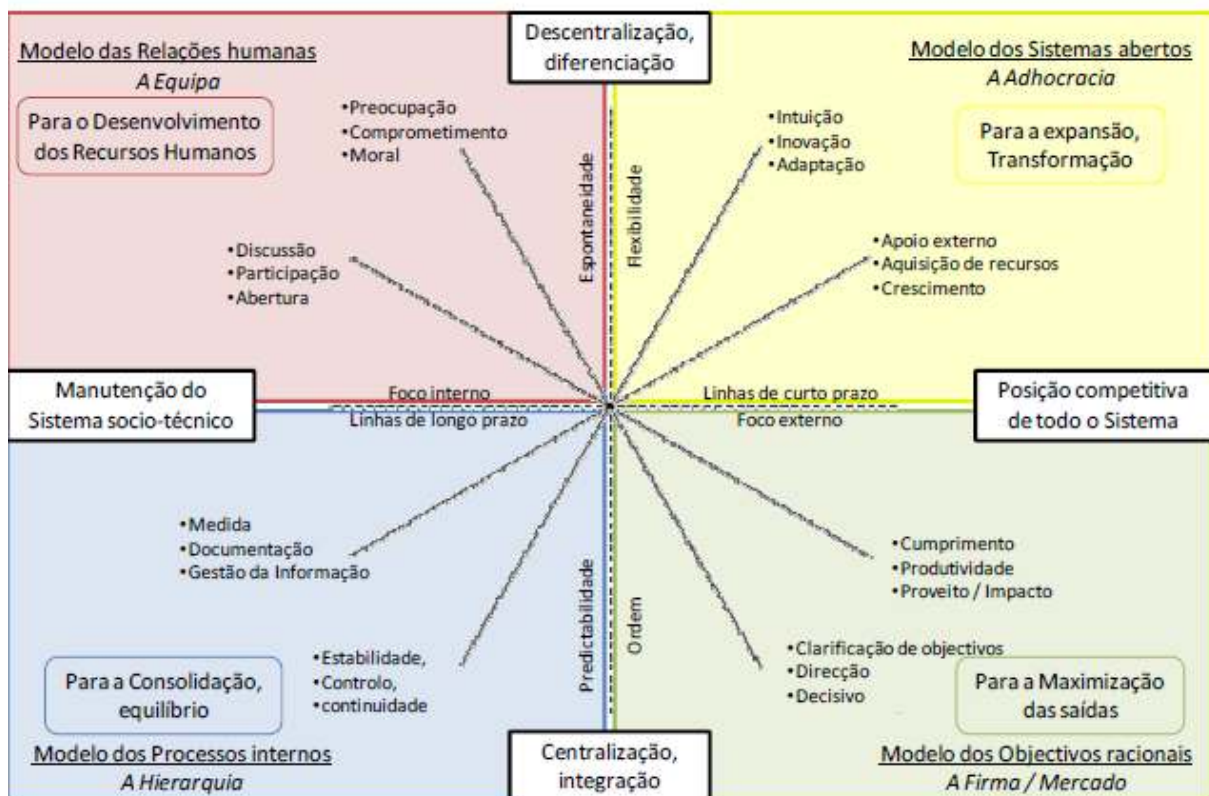 Descentralização,
diferenciação
Modelo das Relações humanas
A Equipa
Para o Desenvolvimento
dos Recursos Humanos
•Preocupação
•Comprometimento
•Moral
•Discussão
•Participação
•Abertura
Espontaneidade
Flexibilidade
Modelo dos Sistemas abertos
A Adhocracia
•Intuição
•Inovação
•Adaptação
Para a expansão,
Transformação
•Apoio externo
•Aquisição de recursos
•Crescimento
Manutenção do
Sistema socio-técnico
Foco interno
Linhas de longo prazo
Linhas de curto prazo
Foco externo
Posição competitiva
de todo o Sistema
•Medida
•Documentação
•Gestão da Informação
•Estabilidade,
•Controlo,
•continuidade
Para a Consolidação,
equilíbrio
Modelo dos Processos internos
A Hierarquia
Predictabilidade
Ordem
•Cumprimento
•Produtividade
•Proveito / Impacto
•Clarificação de objectivos
•Direcção
•Decisivo
Para a Maximização
das saídas
Modelo dos Objectivos racionais
A Firma / Mercado
Centralização,
integração